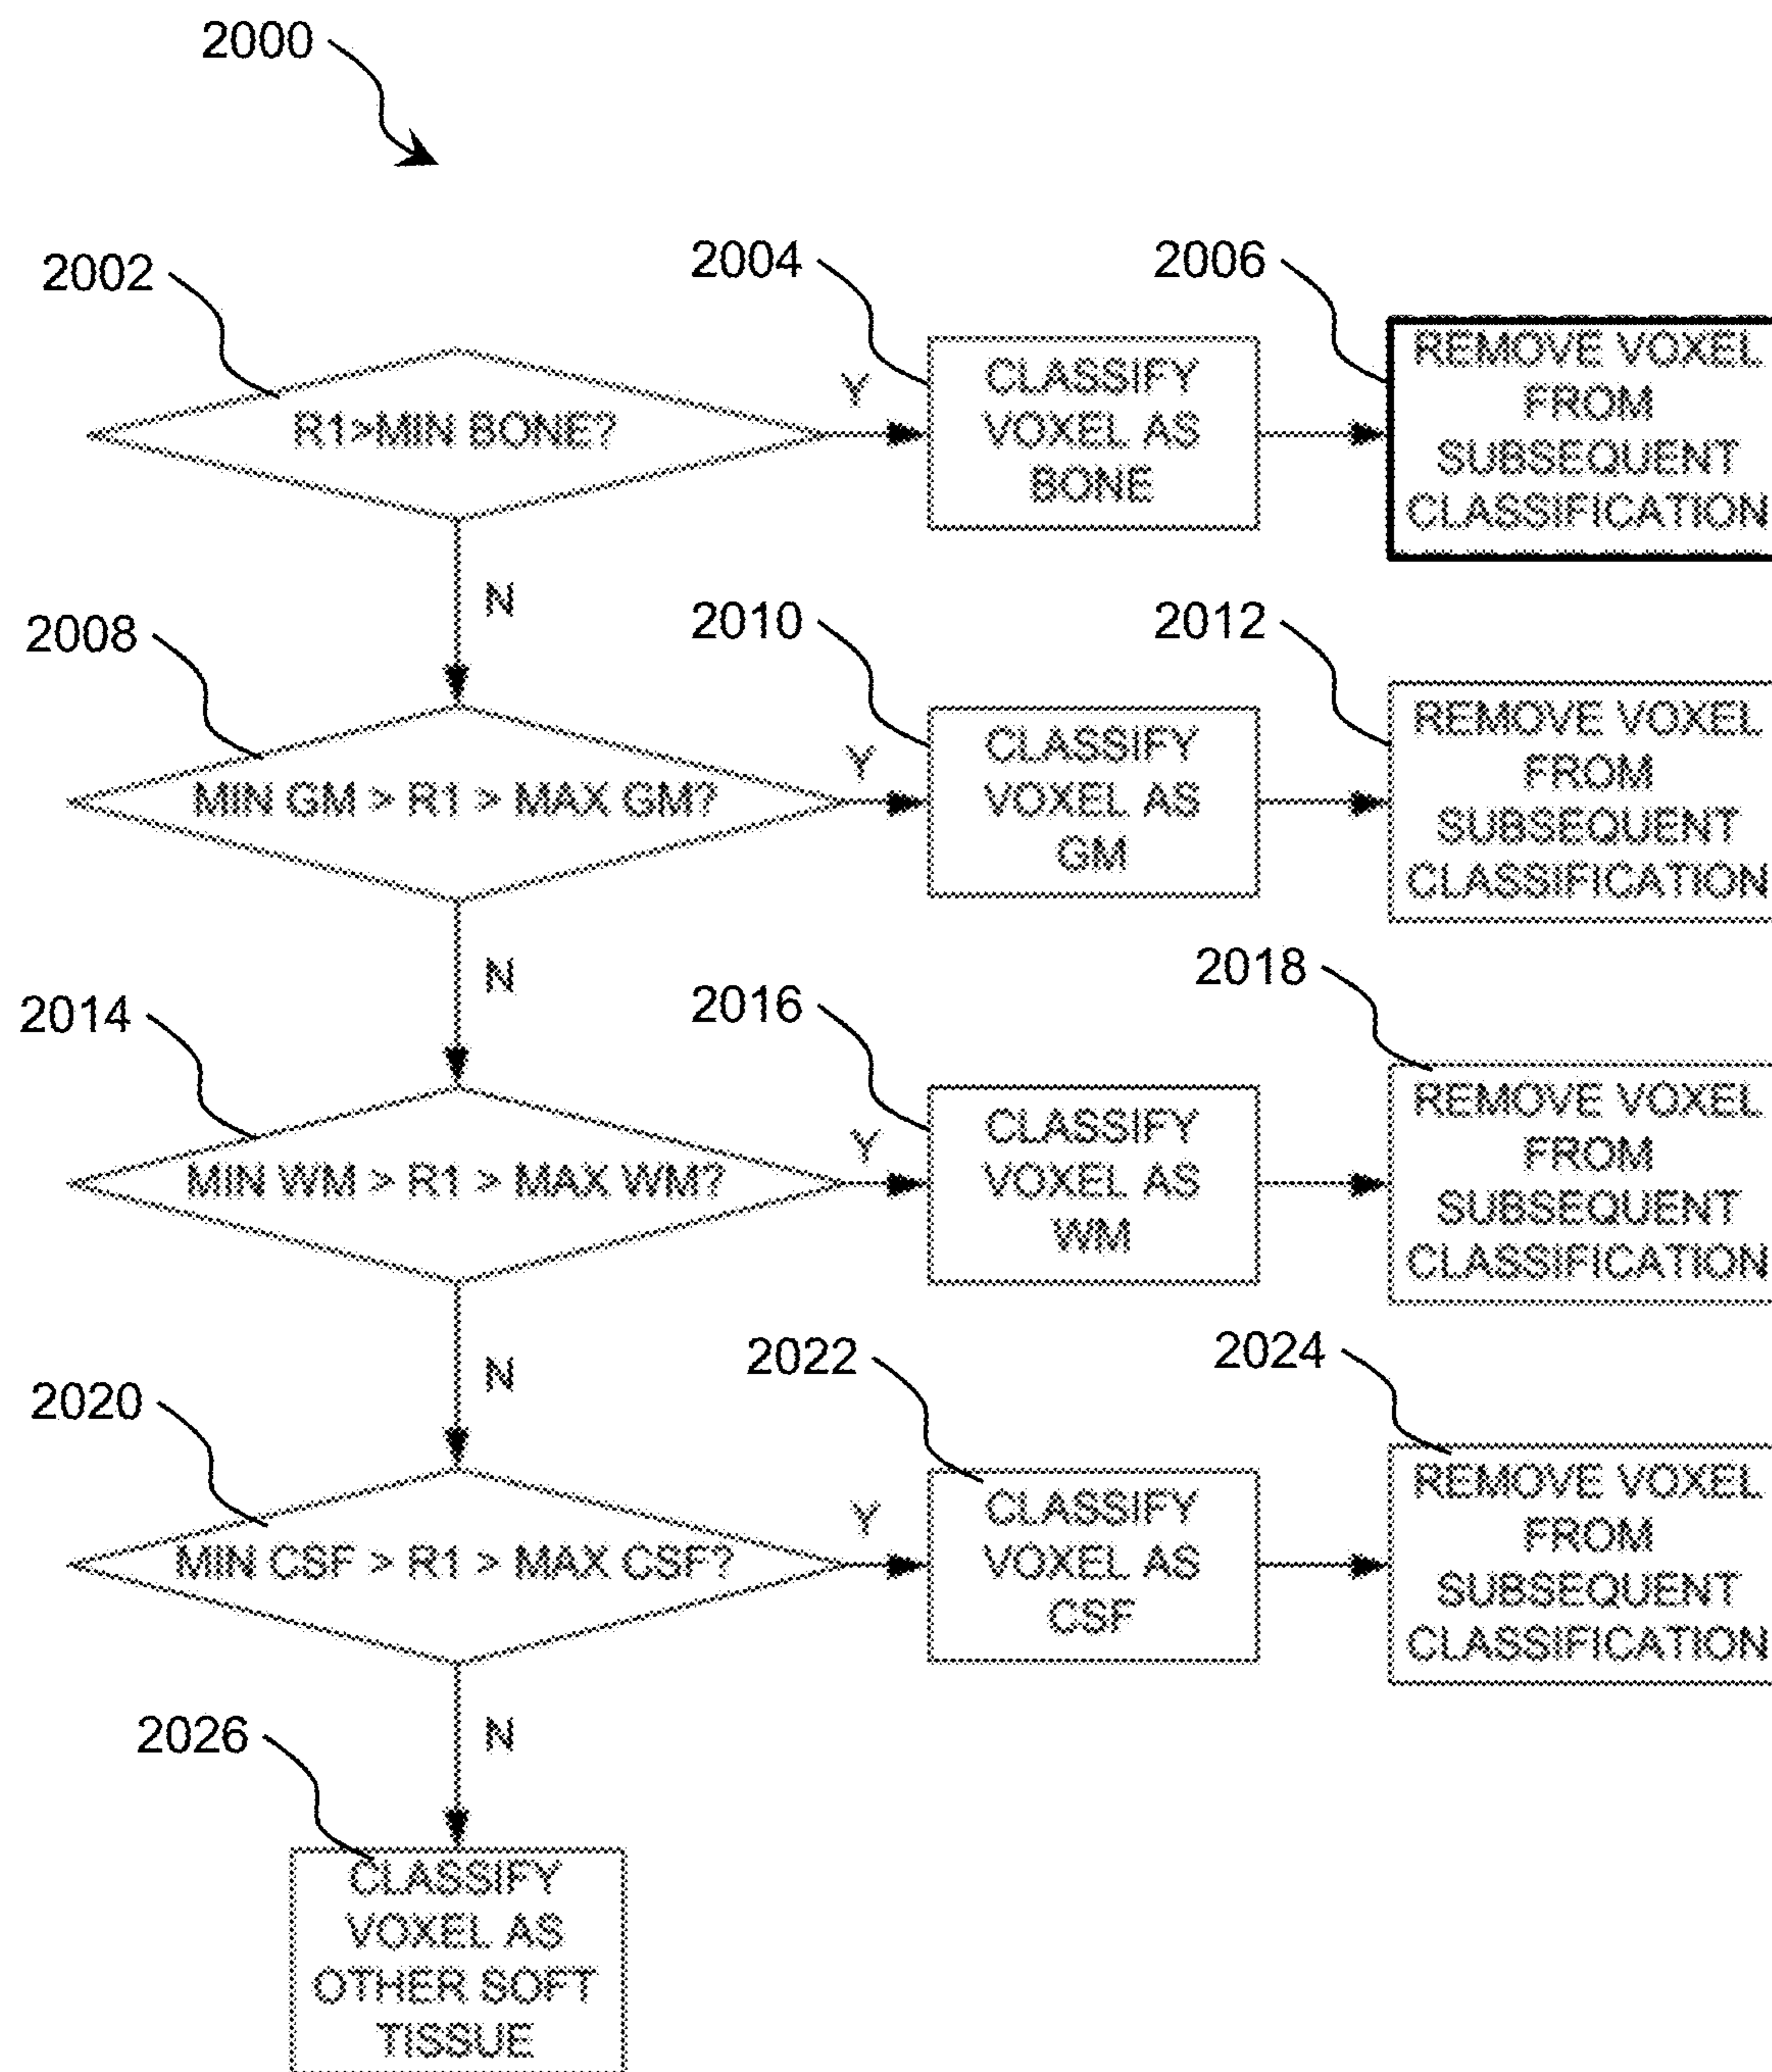 2000
2002
2004
2006
R1>MIN BONE?
Y
CLASSIFY
VOXEL AS
BONE
REMOVE VOXEL
FROM
SUBSEQUENT
CLASSIFICATION
N
2008
2010
2012
MIN GM > R1 > MAX GM?
Y
CLASSIFY
VOXEL AS
GM
REMOVE VOXEL
FROM
SUBSEQUENT
CLASSIFICATION
N
2014
2016
2018
MIN WM > R1 > MAX WM?
Y
CLASSIFY
VOXEL AS
WM
REMOVE VOXEL
FROM
SUBSEQUENT
CLASSIFICATION
N
2020
2022
2024
MIN CSF > R1 > MAX CSF?
Y
CLASSIFY
VOXEL AS
CSF
REMOVE VOXEL
FROM
SUBSEQUENT
CLASSIFICATION
N
2026
CLASSIFY
VOXEL AS
OTHER SOFT
TISSUE